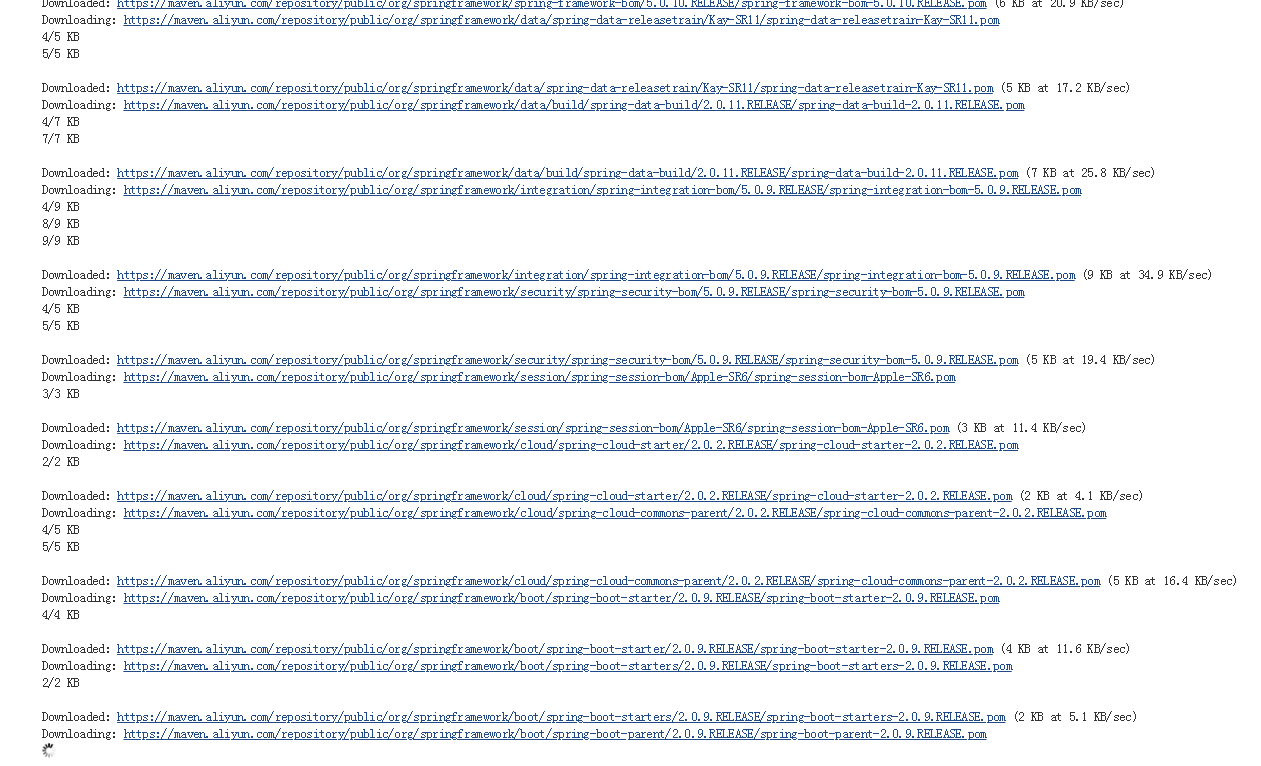 Downloaded: https://maven.aliyun.com/repository/public/org/springframework/spring-framework-bom/5.0.10.RELEASE/spring-framework-bom-5.0.10.RELEASE.pom (6 KB at 20.9 KB/sec)
Downloading: https://maven.aliyun.com/repository/public/org/springframework/data/spring-data-releasetrain/Kay-SR11/spring-data-releasetrain-Kay-SR11.pom
4/5 KB
5/5 KB
Downloaded: https://maven.aliyun.com/repository/public/org/springframework/data/spring-data-releasetrain/Kay-SR11/spring-data-releasetrain-Kay-SR11.pom (5 KB at 17.2 KB/sec)
Downloading: https://maven.aliyun.com/repository/public/org/springframework/data/build/spring-data-build/2.0.11.RELEASE/spring-data-build-2.0.11.RELEASE.pom
4/7 KB
7/7 KB
Downloaded: https://maven.aliyun.com/repository/public/org/springframework/data/build/spring-data-build/2.0.11.RELEASE/spring-data-build-2.0.11.RELEASE.pom (7 KB at 25.8 KB/sec)
Downloading: https://maven.aliyun.com/repository/public/org/springframework/integration/spring-integration-bom/5.0.9.RELEASE/spring-integration-bom-5.0.9.RELEASE.pom
4/9 KB
8/9 KB
9/9 KB
Downloaded: https://maven.aliyun.com/repository/public/org/springframework/integration/spring-integration-bom/5.0.9.RELEASE/spring-integration-bom-5.0.9.RELEASE.pom (9 KB at 34.9 KB/sec)
Downloading: https://maven.aliyun.com/repository/public/org/springframework/security/spring-security-bom/5.0.9.RELEASE/spring-security-bom-5.0.9.RELEASE.pom
4/5 KB
5/5 KB
Downloaded: https://maven.aliyun.com/repository/public/org/springframework/security/spring-security-bom/5.0.9.RELEASE/spring-security-bom-5.0.9.RELEASE.pom (5 KB at 19.4 KB/sec)
Downloading: https://maven.aliyun.com/repository/public/org/springframework/session/spring-session-bom/Apple-SR6/spring-session-bom-Apple-SR6.pom
3/3 KB
Downloaded: https://maven.aliyun.com/repository/public/org/springframework/session/spring-session-bom/Apple-SR6/spring-session-bom-Apple-SR6.pom (3 KB at 11.4 KB/sec)
Downloading: https://maven.aliyun.com/repository/public/org/springframework/cloud/spring-cloud-starter/2.0.2.RELEASE/spring-cloud-starter-2.0.2.RELEASE.pom
2/2 KB
Downloaded: https://maven.aliyun.com/repository/public/org/springframework/cloud/spring-cloud-starter/2.0.2.RELEASE/spring-cloud-starter-2.0.2.RELEASE.pom (2 KB at 4.1 KB/sec)
Downloading: https://maven.aliyun.com/repository/public/org/springframework/cloud/spring-cloud-commons-parent/2.0.2.RELEASE/spring-cloud-commons-parent-2.0.2.RELEASE.pom
4/5 KB
5/5 KB
Downloaded: https://maven.aliyun.com/repository/public/org/springframework/cloud/spring-cloud-commons-parent/2.0.2.RELEASE/spring-cloud-commons-parent-2.0.2.RELEASE.pom (5 KB at 16.4 KB/sec)
Downloading: https://maven.aliyun.com/repository/public/org/springframework/boot/spring-boot-starter/2.0.9.RELEASE/spring-boot-starter-2.0.9.RELEASE.pom
4/4 KB
Downloaded: https://maven.aliyun.com/repository/public/org/springframework/boot/spring-boot-starter/2.0.9.RELEASE/spring-boot-starter-2.0.9.RELEASE.pom (4 KB at 11.6 KB/sec)
Downloading: https://maven.aliyun.com/repository/public/org/springframework/boot/spring-boot-starters/2.0.9.RELEASE/spring-boot-starters-2.0.9.RELEASE.pom
2/2 KB
Downloaded: https://maven.aliyun.com/repository/public/org/springframework/boot/spring-boot-starters/2.0.9.RELEASE/spring-boot-starters-2.0.9.RELEASE.pom (2 KB at 5.1 KB/sec)
Downloading: https://maven.aliyun.com/repository/public/org/springframework/boot/spring-boot-parent/2.0.9.RELEASE/spring-boot-parent-2.0.9.RELEASE.pom